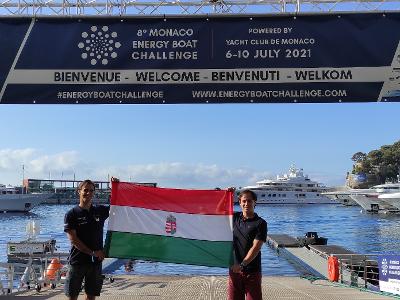 8º MONACO
ENERGY BOAT
CHALLENGE
POWERED BY
YACHT CLUB DE MONACO
6-10 JULY 2021
BIENVENUE - WELCOME - BENVENUTI - WELKOM
#ENERGYBOATCHALLENGE
WWW.ENERGYBOATCHALLENGE.COM